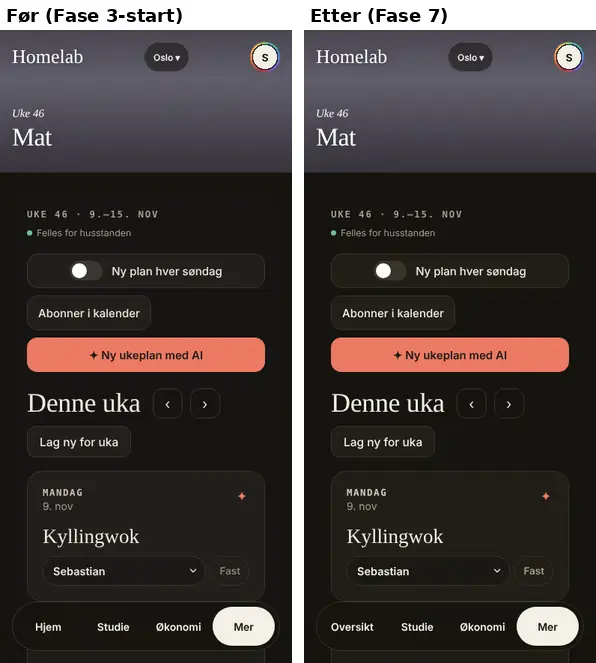 Før (Fase 3-start)
Homelab
Oslo ▾
S
Uke 46
Mat
UKE 46 · 9.–15. NOV
Felles for husstanden
Ny plan hver søndag
Abonner i kalender
✦ Ny ukeplan med AI
Denne uka ‹ ›
Lag ny for uka
MANDAG ✦
9. nov
Kyllingwok
Sebastian
Fast
Hjem Studie Økonomi Mer
Etter (Fase 7)
Homelab
Oslo ▾
S
Uke 46
Mat
UKE 46 · 9.–15. NOV
Felles for husstanden
Ny plan hver søndag
Abonner i kalender
✦ Ny ukeplan med AI
Denne uka ‹ ›
Lag ny for uka
MANDAG ✦
9. nov
Kyllingwok
Sebastian
Fast
Oversikt Studie Økonomi Mer